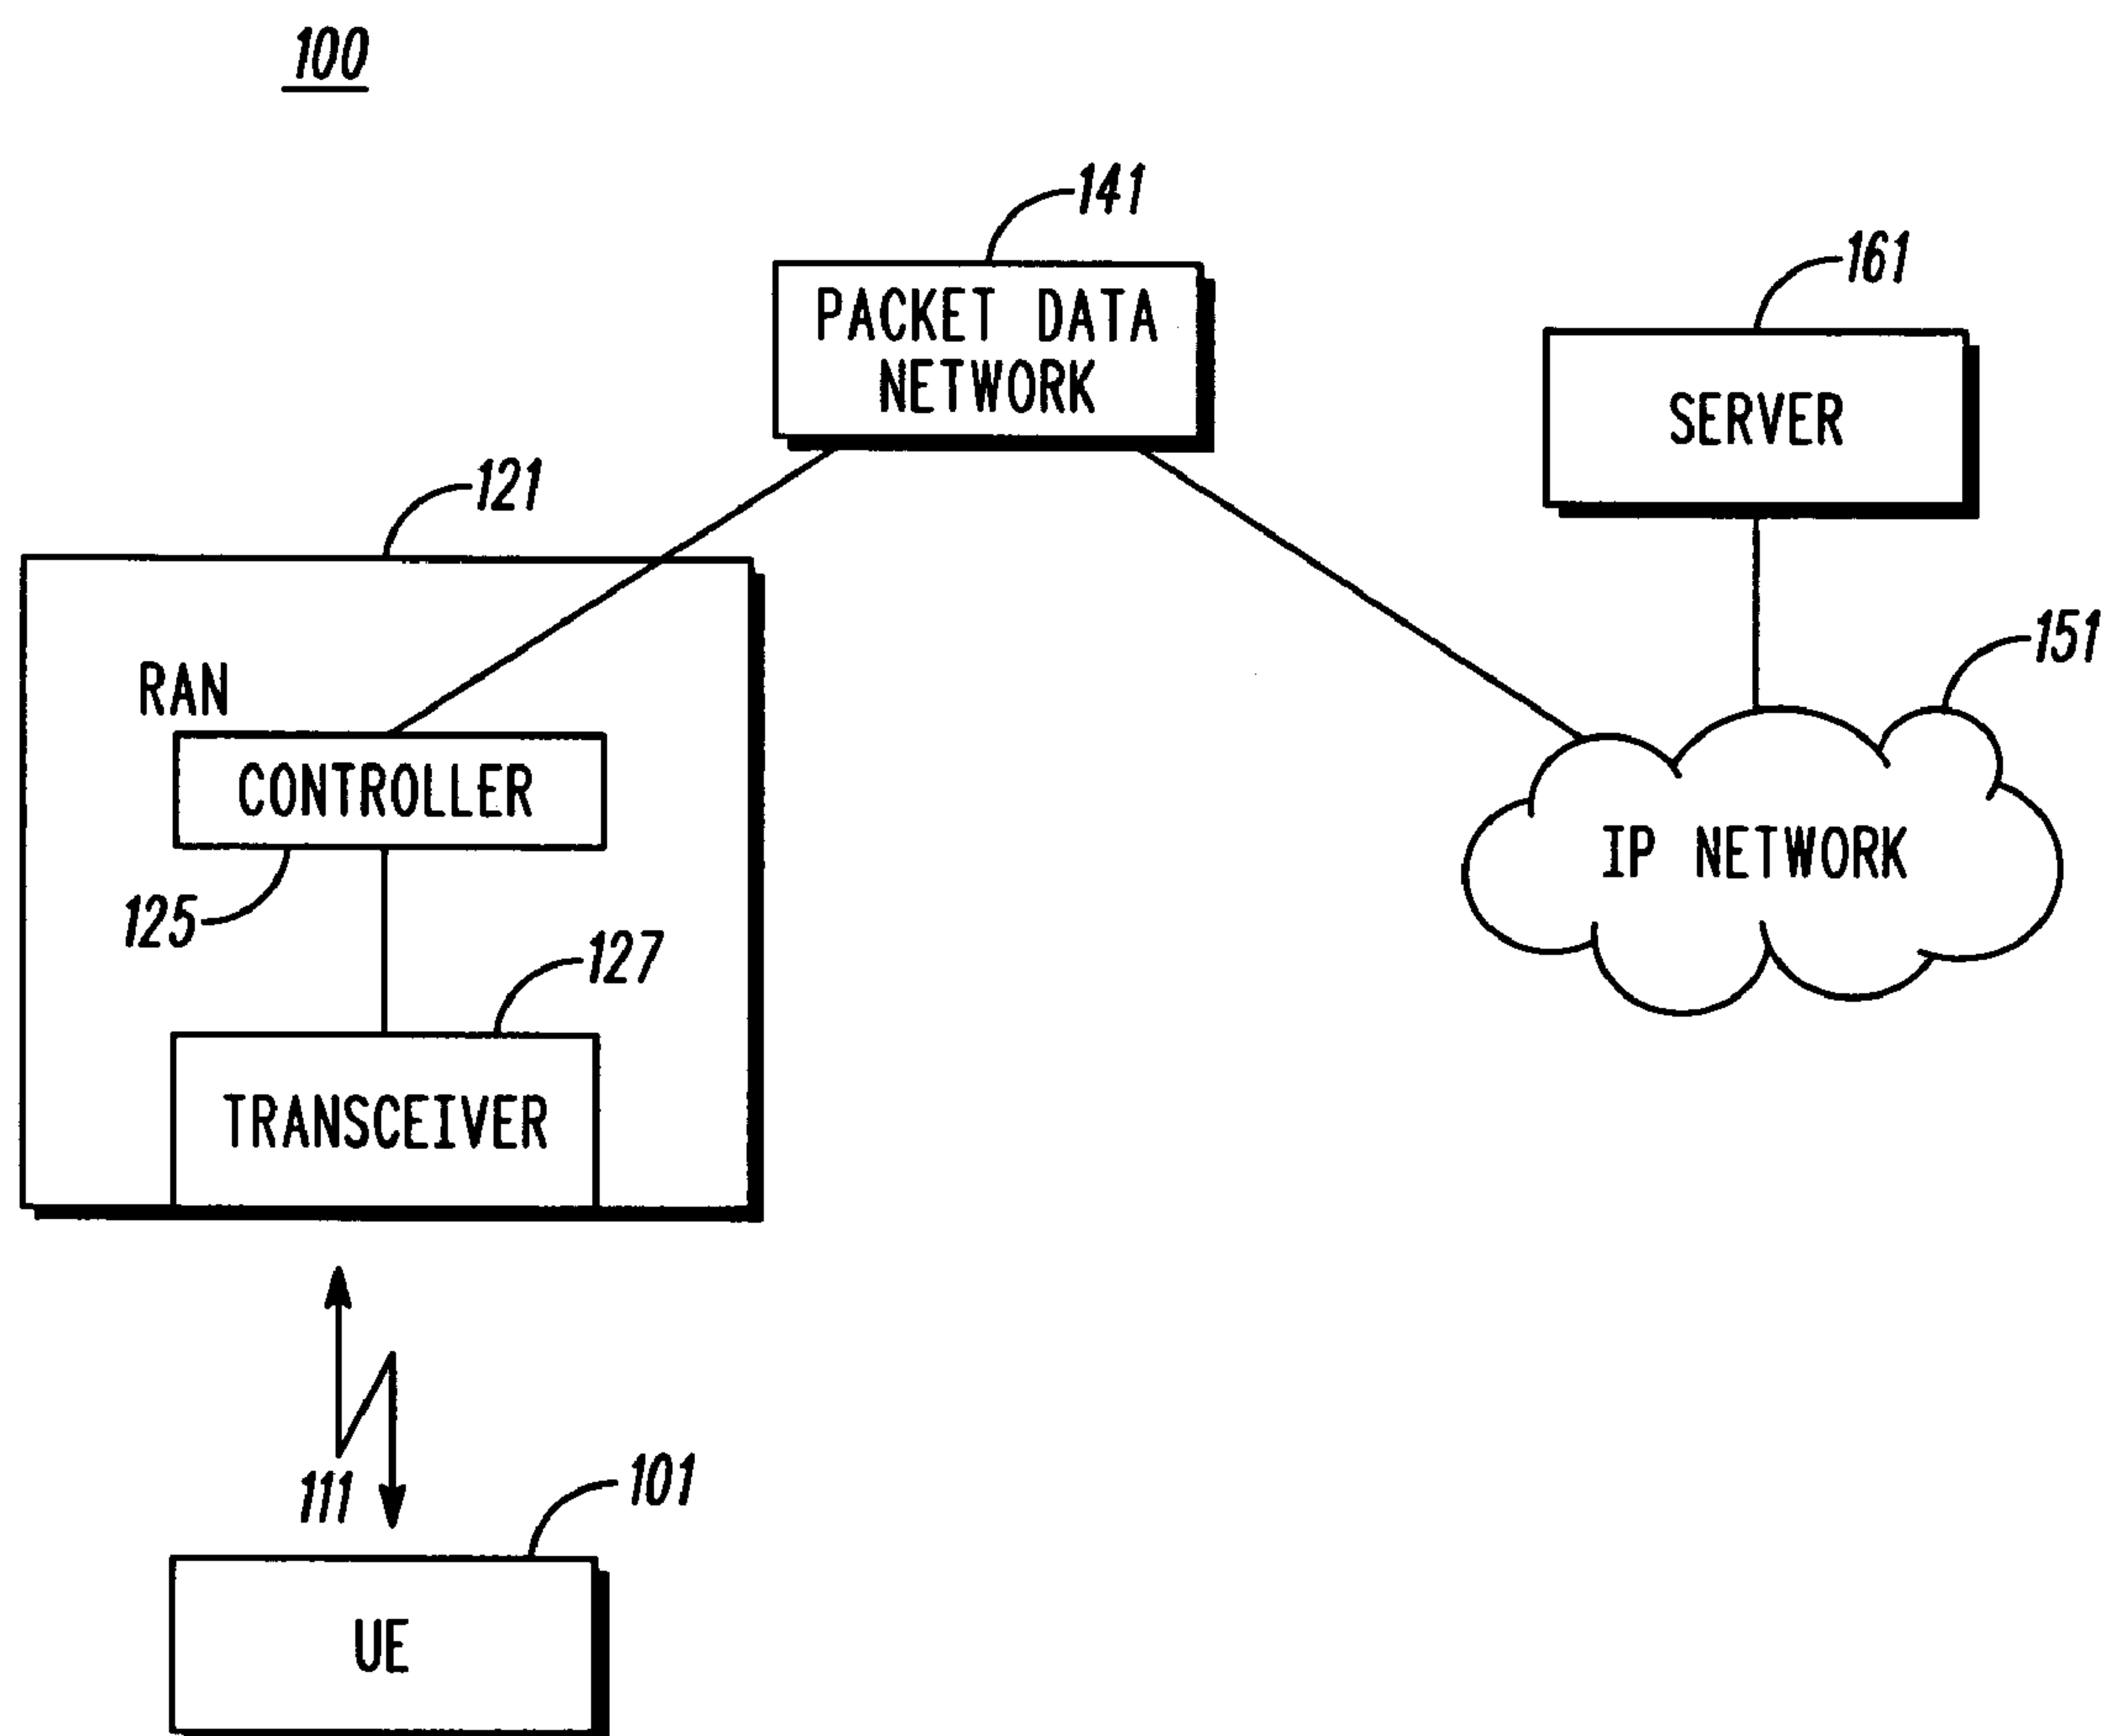 100
141
PACKET DATA
NETWORK
161
SERVER
121
151
RAN
CONTROLLER
IP NETWORK
125
127
TRANSCEIVER
111
101
UE